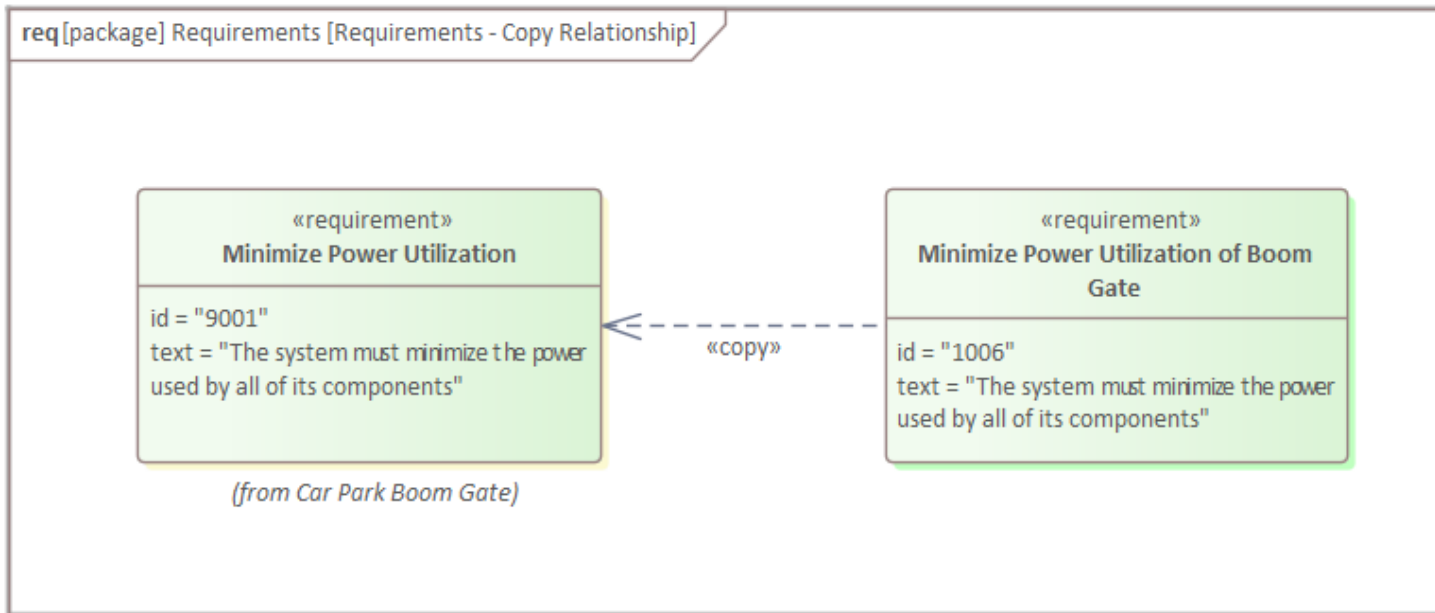 req [package] Requirements [Requirements - Copy Relationship]
«requirement»
Minimize Power Utilization
id = "9001"
text = "The system must minimize the power
used by all of its components"
(from Car Park Boom Gate)
«copy»
«requirement»
Minimize Power Utilization of Boom
Gate
id = "1006"
text = "The system must minimize the power
used by all of its components"